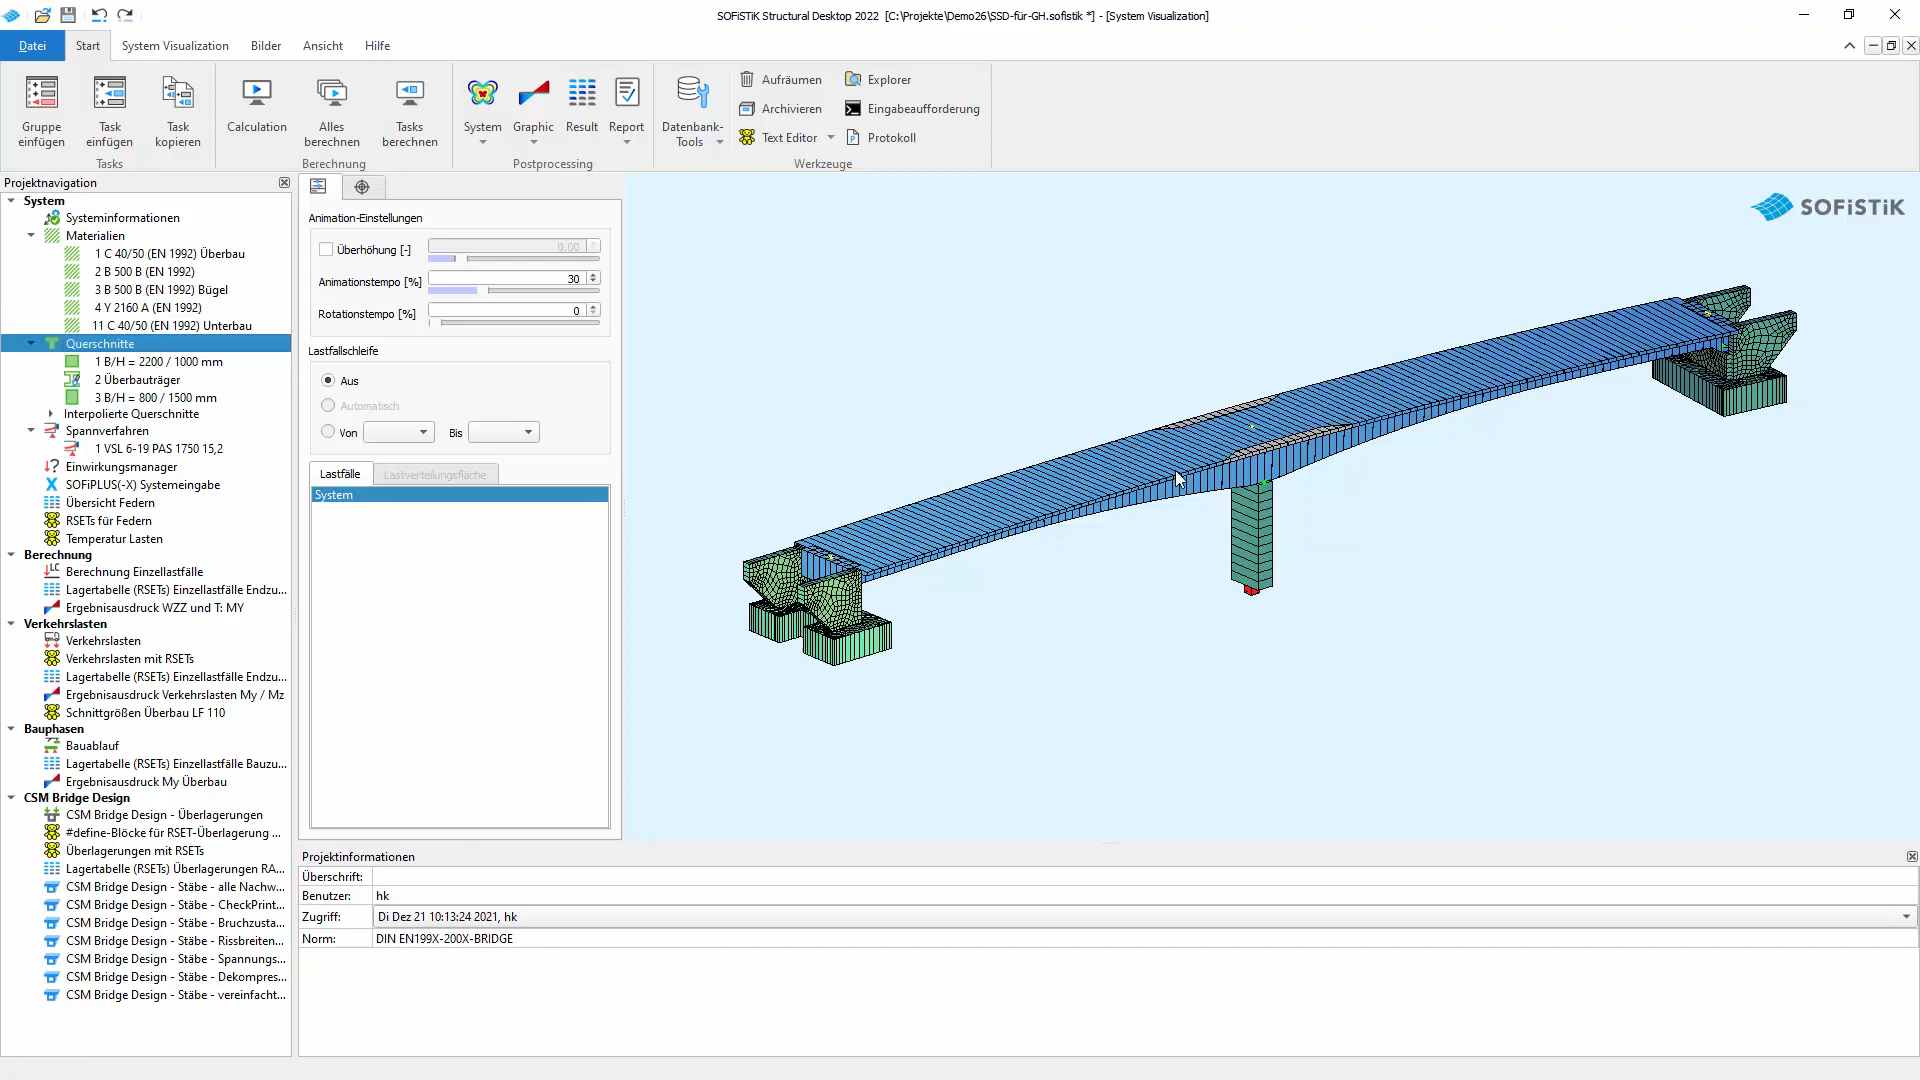 SOFiSTiK Structural Desktop 2022 [C:\Projekte\Demo26\SSD-für-GH.sofistik *] - [System Visualization]
Datei Start System Visualization Bilder Ansicht Hilfe
Gruppe einfügen
Task einfügen
Task kopieren
Tasks
Calculation
Alles berechnen
Tasks berechnen
Berechnung
System
Graphic
Result
Report
Postprocessing
Datenbank-Tools
Aufräumen
Archivieren
Text Editor
Explorer
Eingabeaufforderung
Protokoll
Werkzeuge
Projektnavigation
System
Systeminformationen
Materialien
1 C 40/50 (EN 1992) Überbau
2 B 500 B (EN 1992)
3 B 500 B (EN 1992) Bügel
4 Y 2160 A (EN 1992)
11 C 40/50 (EN 1992) Unterbau
Querschnitte
1 B/H = 2200 / 1000 mm
2 Überbauträger
3 B/H = 800 / 1500 mm
Interpolierte Querschnitte
Spannverfahren
1 VSL 6-19 PAS 1750 15,2
Einwirkungsmanager
SOFiPLUS(-X) Systemeingabe
Übersicht Federn
RSETs für Federn
Temperatur Lasten
Berechnung
Berechnung Einzellastfälle
Lagertabelle (RSETs) Einzellastfälle Endzu...
Ergebnisausdruck WZZ und T: MY
Verkehrslasten
Verkehrslasten
Verkehrslasten mit RSETs
Lagertabelle (RSETs) Einzellastfälle Endzu...
Ergebnisausdruck Verkehrslasten My / Mz
Schnittgrößen Überbau LF 110
Bauphasen
Bauablauf
Lagertabelle (RSETs) Einzellastfälle Bauzu...
Ergebnisausdruck My Überbau
CSM Bridge Design
CSM Bridge Design - Überlagerungen
#define-Blöcke für RSET-Überlagerung ...
Überlagerungen mit RSETs
Lagertabelle (RSETs) Überlagerungen RA...
CSM Bridge Design - Stäbe - alle Nachw...
CSM Bridge Design - Stäbe - CheckPrint...
CSM Bridge Design - Stäbe - Bruchzusta...
CSM Bridge Design - Stäbe - Rissbreiten...
CSM Bridge Design - Stäbe - Spannungs...
CSM Bridge Design - Stäbe - Dekompres...
CSM Bridge Design - Stäbe - vereinfacht...
Animation-Einstellungen
Überhöhung [-] 0.00
Animationstempo [%] 30
Rotationstempo [%] 0
Lastfallschleife
Aus
Automatisch
Von Bis
Lastfälle Lastverteilungsfläche
System
SOFiSTiK
Projektinformationen
Überschrift:
Benutzer: hk
Zugriff: Di Dez 21 10:13:24 2021, hk
Norm: DIN EN199X-200X-BRIDGE